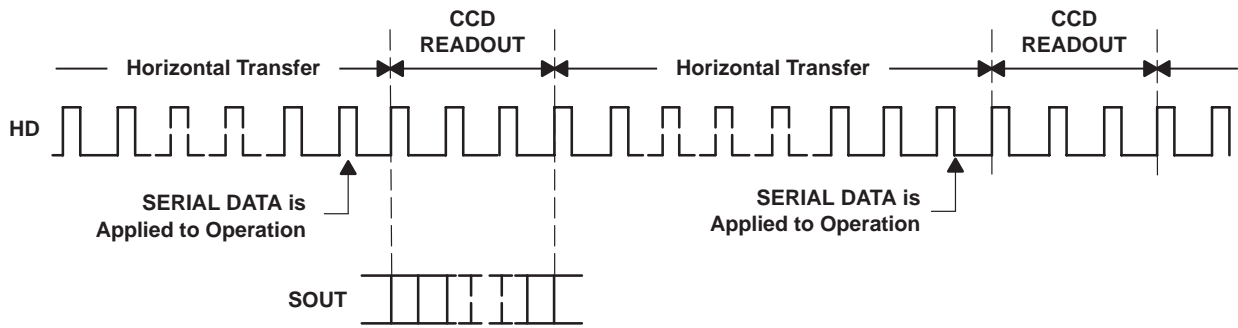 CCD
READOUT
CCD
READOUT
Horizontal Transfer
Horizontal Transfer
HD
SERIAL DATA is
Applied to Operation
SERIAL DATA is
Applied to Operation
SOUT